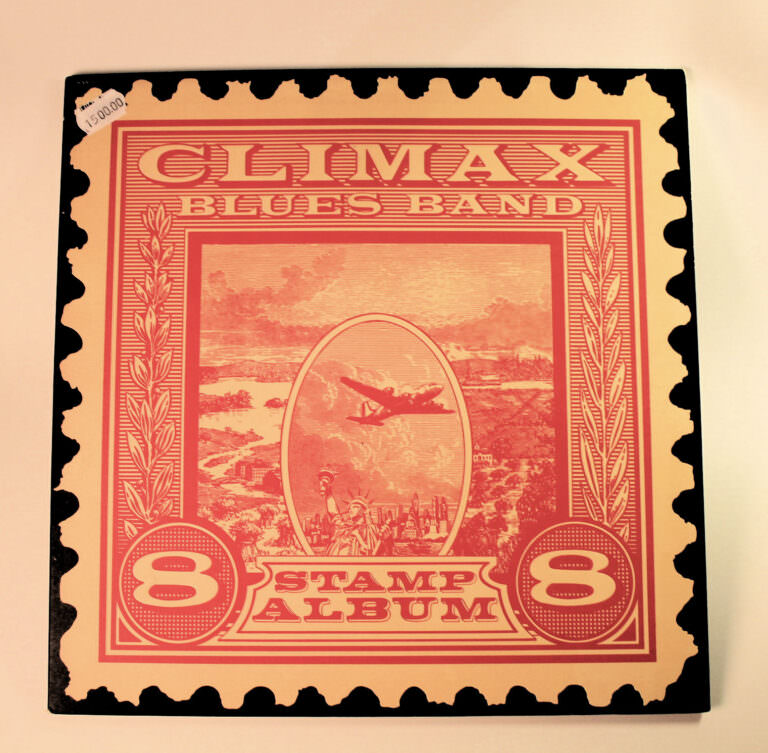 1500.00
CLIMAX
BLUES BAND
8 8
STAMP
ALBUM